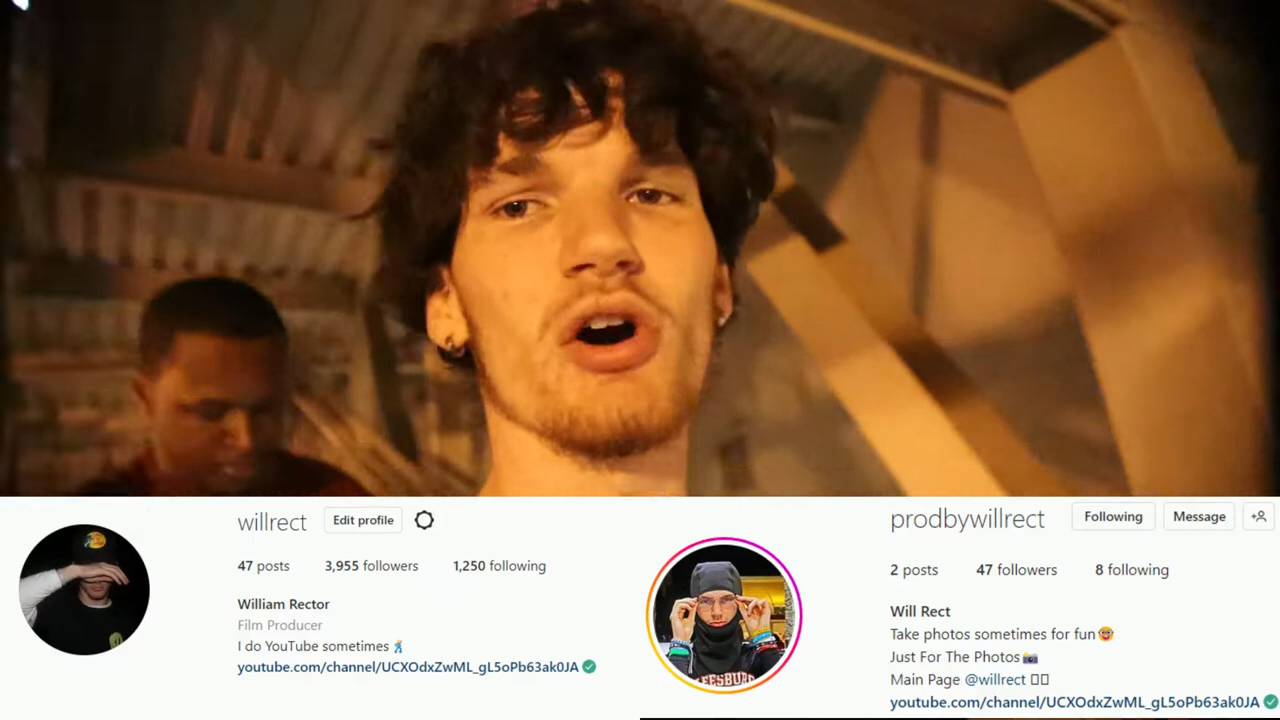 willrect Edit profile
47 posts 3,955 followers 1,250 following
William Rector
Film Producer
I do YouTube sometimes🕺
youtube.com/channel/UCXOdxZwML_gL5oPb63ak0JA
prodbywillrect Following Message
2 posts 47 followers 8 following
Will Rect
Take photos sometimes for fun🤡
Just For The Photos📸
Main Page @willrect ▯▯
youtube.com/channel/UCXOdxZwML_gL5oPb63ak0JA